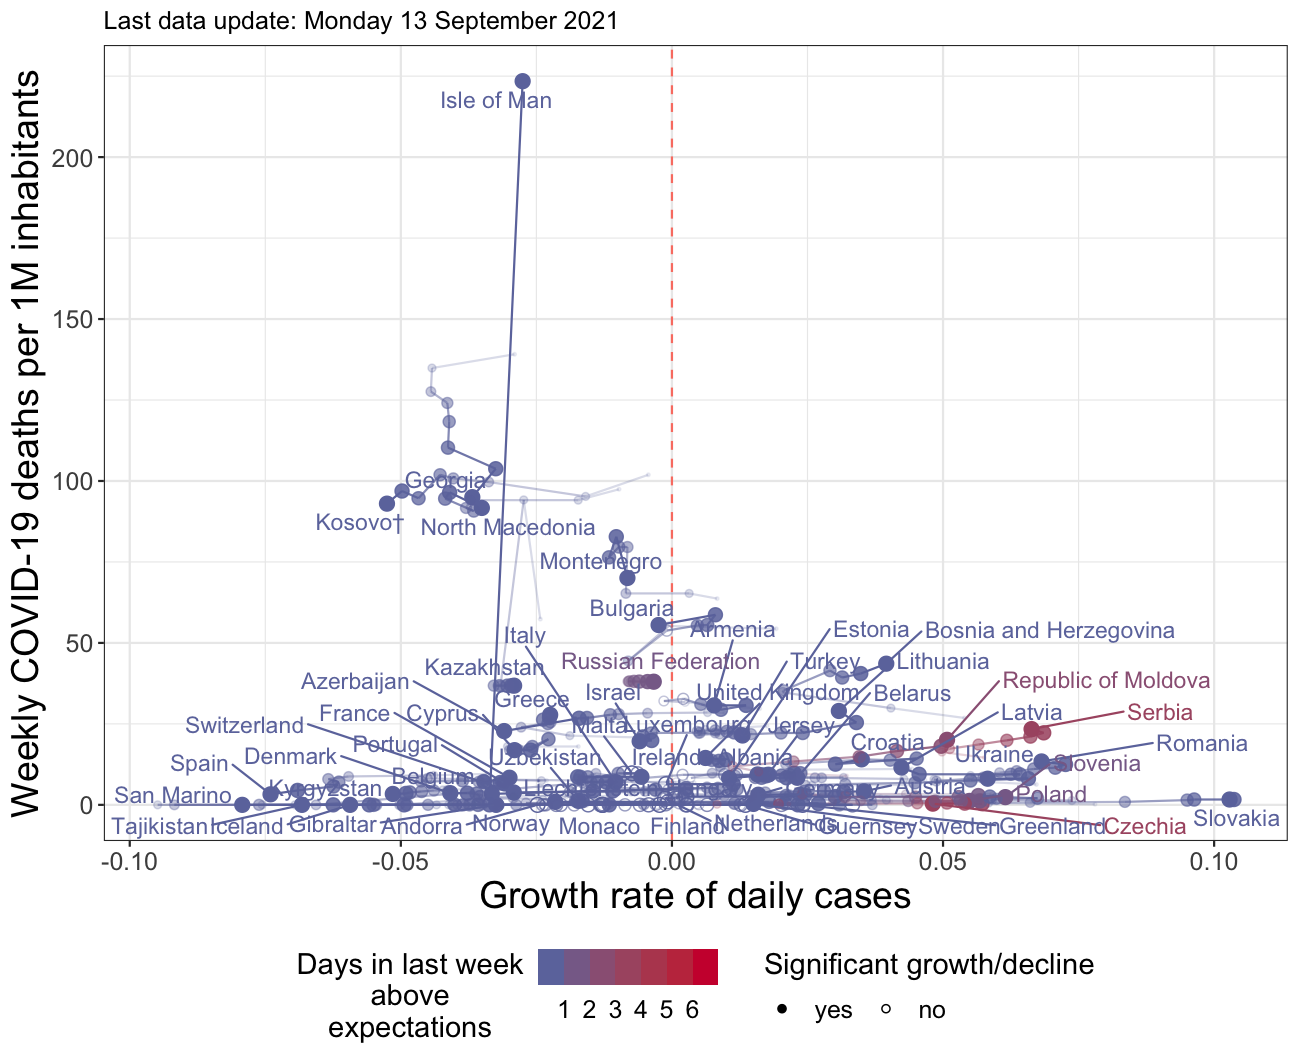 Last data update: Monday 13 September 2021
Weekly COVID-19 deaths per 1M inhabitants
200
150
100
50
0
Isle of Man
Georgia
Kosovo†
North Macedonia
Montenegro
Bulgaria
Armenia
Estonia
Bosnia and Herzegovina
Italy
Kazakhstan
Russian Federation
Turkey
Lithuania
Azerbaijan
Greece
Israel
United Kingdom
Belarus
Republic of Moldova
France
Cyprus
Latvia
Serbia
Switzerland
Malta
Luxembourg
Jersey
Denmark
Portugal
Croatia
Romania
Spain
Uzbekistan
Ireland
Albania
Ukraine
Slovenia
San Marino
Kyrgyzstan
Belgium
Hungary
Germany
Austria
Poland
Tajikistan
Iceland
Gibraltar
Andorra
Norway
Monaco
Finland
Netherlands
Guernsey
Sweden
Greenland
Czechia
Slovakia
-0.10
-0.05
0.00
0.05
0.10
Growth rate of daily cases
Days in last week
above
expectations
1 2 3 4 5 6
Significant growth/decline
yes
no